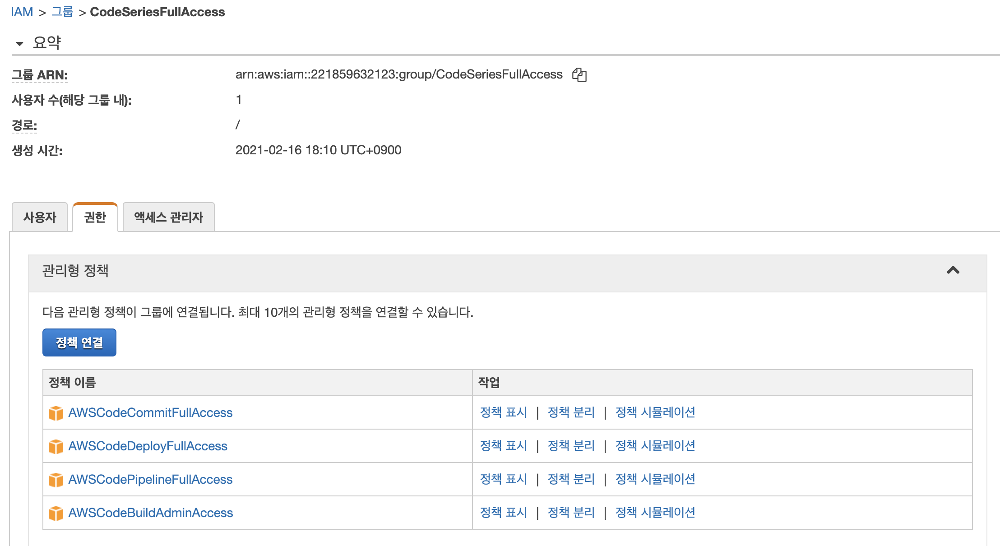 IAM > 그룹 > CodeSeriesFullAccess
요약
그룹 ARN: arn:aws:iam::221859632123:group/CodeSeriesFullAccess
사용자 수(해당 그룹 내): 1
경로: /
생성 시간: 2021-02-16 18:10 UTC+0900
사용자 권한 액세스 관리자
관리형 정책
다음 관리형 정책이 그룹에 연결됩니다. 최대 10개의 관리형 정책을 연결할 수 있습니다.
정책 연결
정책 이름 작업
AWSCodeCommitFullAccess 정책 표시 | 정책 분리 | 정책 시뮬레이션
AWSCodeDeployFullAccess 정책 표시 | 정책 분리 | 정책 시뮬레이션
AWSCodePipelineFullAccess 정책 표시 | 정책 분리 | 정책 시뮬레이션
AWSCodeBuildAdminAccess 정책 표시 | 정책 분리 | 정책 시뮬레이션